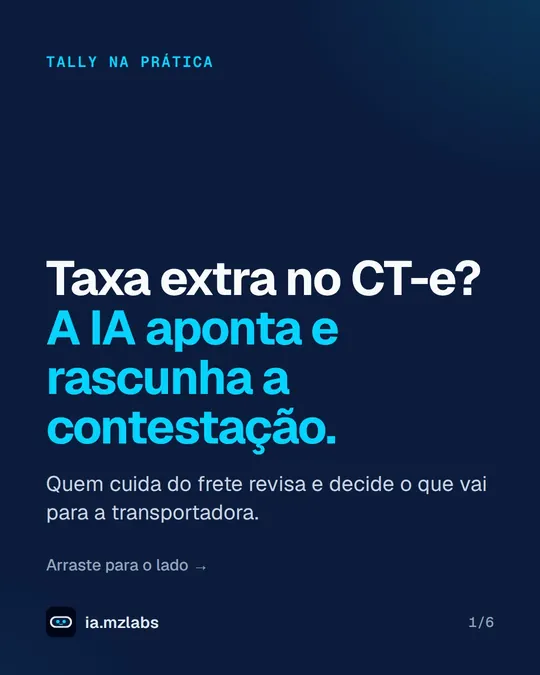 TALLY NA PRÁTICA
Taxa extra no CT-e?
A IA aponta e
rascunha a
contestação.
Quem cuida do frete revisa e decide o que vai
para a transportadora.
Arraste para o lado →
ia.mzlabs
1/6